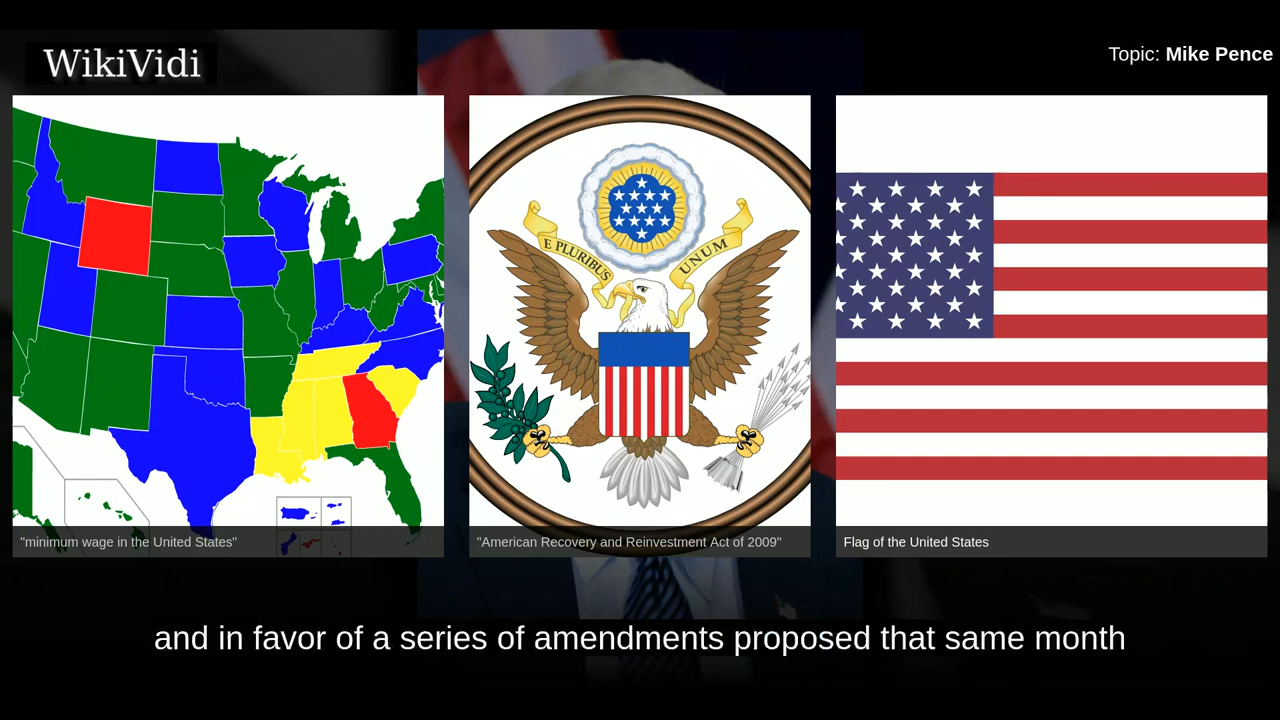 WikiVidi
Topic: Mike Pence
E PLURIBUS
UNUM
"minimum wage in the United States"
"American Recovery and Reinvestment Act of 2009"
Flag of the United States
and in favor of a series of amendments proposed that same month